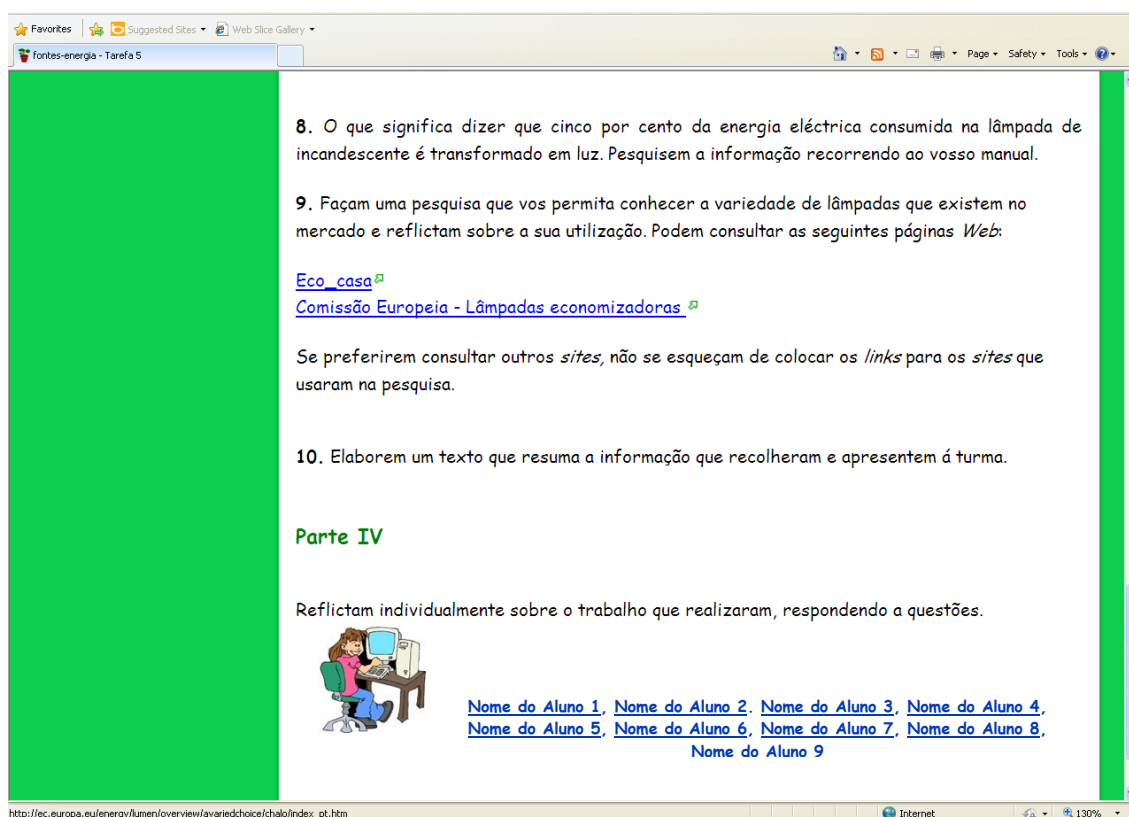 Favorites Suggested Sites Web Slice Gallery
fontes-energia - Tarefa 5 Page Safety Tools
8. O que significa dizer que cinco por cento da energia eléctrica consumida na lâmpada de
incandescente é transformado em luz. Pesquisem a informação recorrendo ao vosso manual.
9. Façam uma pesquisa que vos permita conhecer a variedade de lâmpadas que existem no
mercado e reflictam sobre a sua utilização. Podem consultar as seguintes páginas Web:
Eco_casa
Comissão Europeia - Lâmpadas economizadoras
Se preferirem consultar outros sites, não se esqueçam de colocar os links para os sites que
usaram na pesquisa.
10. Elaborem um texto que resuma a informação que recolheram e apresentem á turma.
Parte IV
Reflictam individualmente sobre o trabalho que realizaram, respondendo a questões.
Nome do Aluno 1, Nome do Aluno 2. Nome do Aluno 3, Nome do Aluno 4,
Nome do Aluno 5, Nome do Aluno 6, Nome do Aluno 7, Nome do Aluno 8,
Nome do Aluno 9
http://ec.europa.eu/energy/lumen/overview/avariedchoice/chalo/index_pt.htm Internet 130%